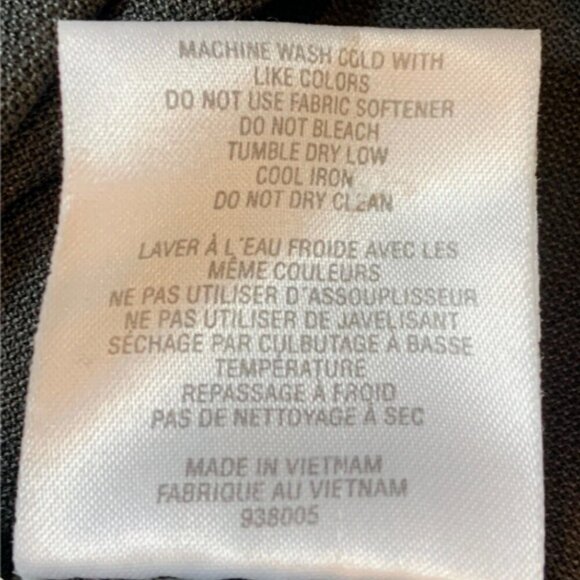 MACHINE WASH COLD WITH
LIKE COLORS
DO NOT USE FABRIC SOFTENER
DO NOT BLEACH
TUMBLE DRY LOW
COOL IRON
DO NOT DRY CLEAN
LAVER À L'EAU FROIDE AVEC LES
MÊME COULEURS
NE PAS UTILISER D'ASSOUPLISSEUR
NE PAS UTILISER DE JAVELISANT
SÉCHAGE PAR CULBUTAGE À BASSE
TEMPÉRATURE
REPASSAGE À FROID
PAS DE NETTOYAGE À SEC
MADE IN VIETNAM
FABRIQUE AU VIETNAM
938005